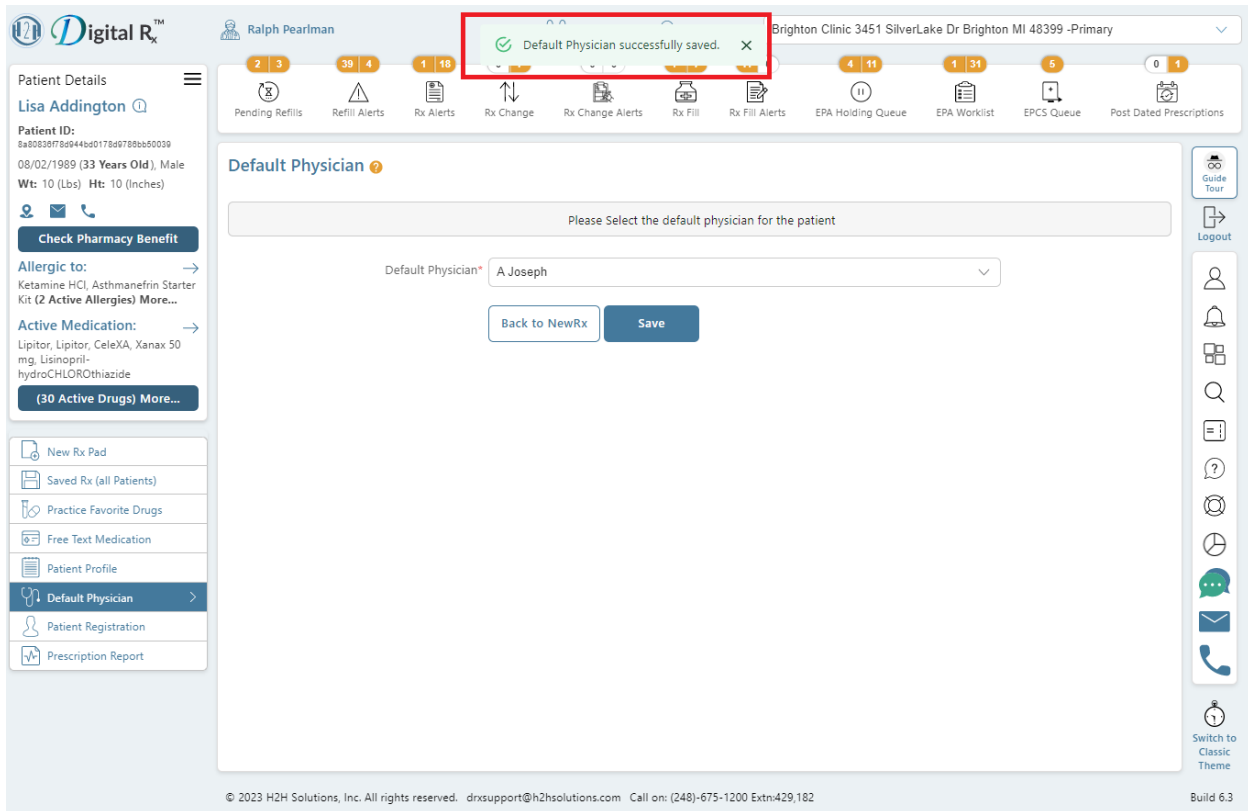 H2H Digital Rx™
Ralph Pearlman
Default Physician successfully saved.
Brighton Clinic 3451 SilverLake Dr Brighton MI 48399 -Primary
2 3
39 4
1 18
4 11
1 31
5
0 1
Pending Refills
Refill Alerts
Rx Alerts
Rx Change
Rx Change Alerts
Rx Fill
Rx Fill Alerts
EPA Holding Queue
EPA Worklist
EPCS Queue
Post Dated Prescriptions
Patient Details
Lisa Addington
Patient ID:
8a80836f78d944bd0178d9786bb50039
08/02/1989 (33 Years Old), Male
Wt: 10 (Lbs) Ht: 10 (Inches)
Check Pharmacy Benefit
Allergic to:
Ketamine HCl, Asthmanefrin Starter
Kit (2 Active Allergies) More...
Active Medication:
Lipitor, Lipitor, CeleXA, Xanax 50
mg, Lisinopril-
hydroCHLOROthiazide
(30 Active Drugs) More...
New Rx Pad
Saved Rx (all Patients)
Practice Favorite Drugs
Free Text Medication
Patient Profile
Default Physician
Patient Registration
Prescription Report
Default Physician
Please Select the default physician for the patient
Default Physician*
A Joseph
Back to NewRx
Save
Guide
Tour
Logout
Switch to
Classic
Theme
© 2023 H2H Solutions, Inc. All rights reserved. drxsupport@h2hsolutions.com Call on: (248)-675-1200 Extn:429,182
Build 6.3